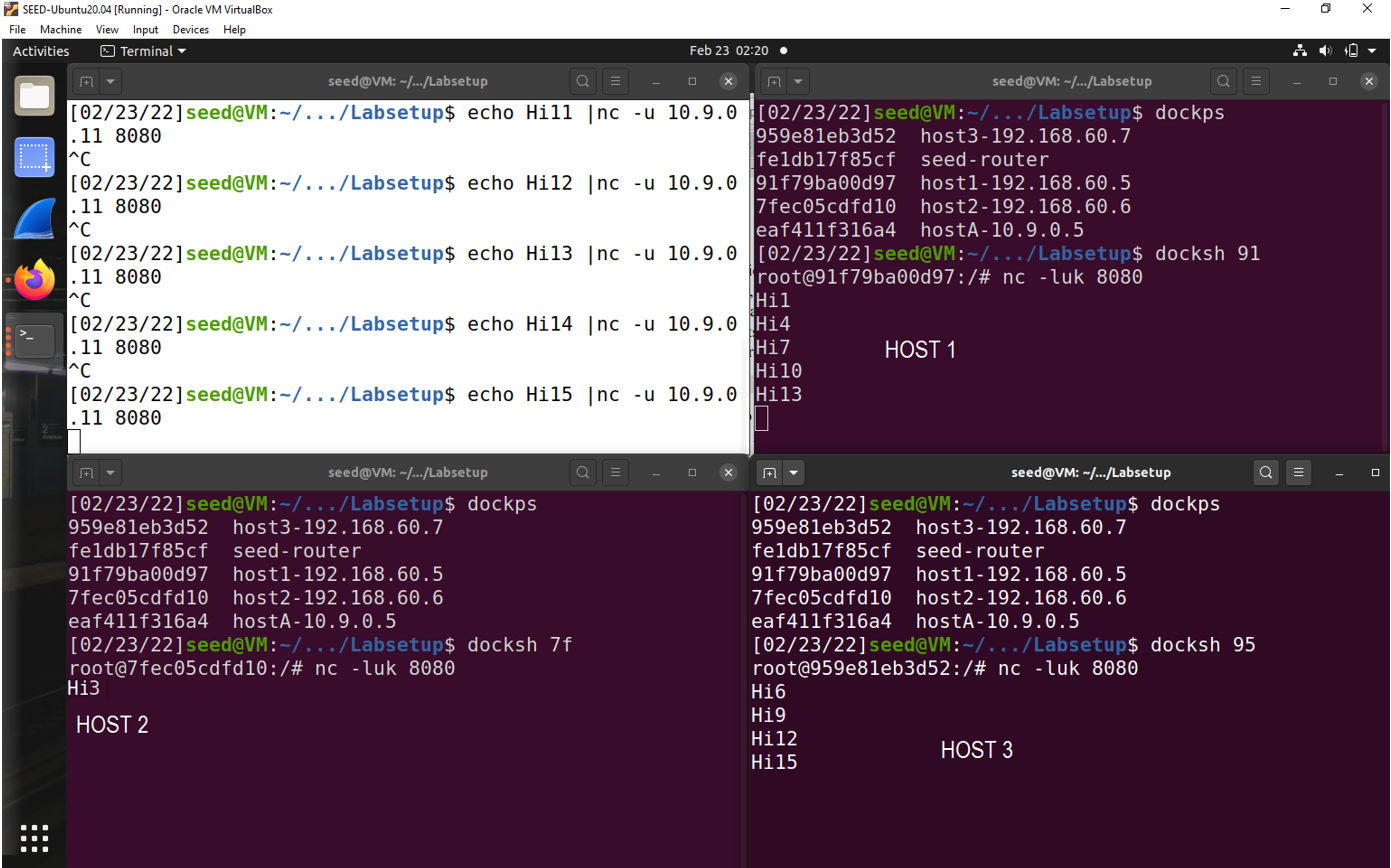 SEED-Ubuntu20.04 [Running] - Oracle VM VirtualBox
File Machine View Input Devices Help
Activities Terminal Feb 23 02:20
seed@VM: ~/.../Labsetup
[02/23/22]seed@VM:~/.../Labsetup$ echo Hi11 |nc -u 10.9.0
.11 8080
^C
[02/23/22]seed@VM:~/.../Labsetup$ echo Hi12 |nc -u 10.9.0
.11 8080
^C
[02/23/22]seed@VM:~/.../Labsetup$ echo Hi13 |nc -u 10.9.0
.11 8080
^C
[02/23/22]seed@VM:~/.../Labsetup$ echo Hi14 |nc -u 10.9.0
.11 8080
^C
[02/23/22]seed@VM:~/.../Labsetup$ echo Hi15 |nc -u 10.9.0
.11 8080
seed@VM: ~/.../Labsetup
[02/23/22]seed@VM:~/.../Labsetup$ dockps
959e81eb3d52 host3-192.168.60.7
fe1db17f85cf seed-router
91f79ba00d97 host1-192.168.60.5
7fec05cdfd10 host2-192.168.60.6
eaf411f316a4 hostA-10.9.0.5
[02/23/22]seed@VM:~/.../Labsetup$ docksh 91
root@91f79ba00d97:/# nc -luk 8080
Hi1
Hi4
Hi7
HOST 1
Hi10
Hi13
seed@VM: ~/.../Labsetup
[02/23/22]seed@VM:~/.../Labsetup$ dockps
959e81eb3d52 host3-192.168.60.7
fe1db17f85cf seed-router
91f79ba00d97 host1-192.168.60.5
7fec05cdfd10 host2-192.168.60.6
eaf411f316a4 hostA-10.9.0.5
[02/23/22]seed@VM:~/.../Labsetup$ docksh 7f
root@7fec05cdfd10:/# nc -luk 8080
Hi3
HOST 2
seed@VM: ~/.../Labsetup
[02/23/22]seed@VM:~/.../Labsetup$ dockps
959e81eb3d52 host3-192.168.60.7
fe1db17f85cf seed-router
91f79ba00d97 host1-192.168.60.5
7fec05cdfd10 host2-192.168.60.6
eaf411f316a4 hostA-10.9.0.5
[02/23/22]seed@VM:~/.../Labsetup$ docksh 95
root@959e81eb3d52:/# nc -luk 8080
Hi6
Hi9
Hi12
HOST 3
Hi15